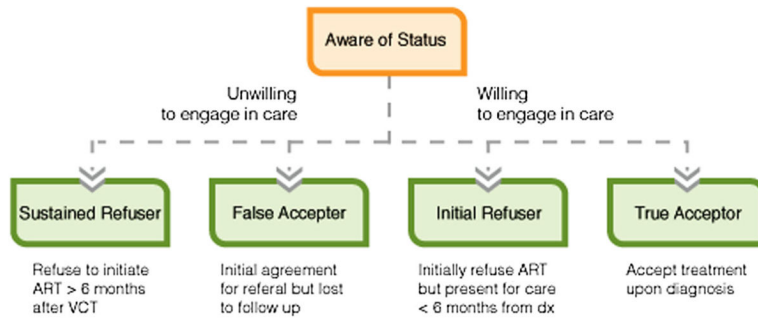 Aware of Status
Unwilling
to engage in care
Willing
to engage in care
Sustained Refuser
False Accepter
Initial Refuser
True Acceptor
Refuse to initiate
ART > 6 months
after VCT
Initial agreement
for referal but lost
to follow up
Initially refuse ART
but present for care
< 6 months from dx
Accept treatment
upon diagnosis